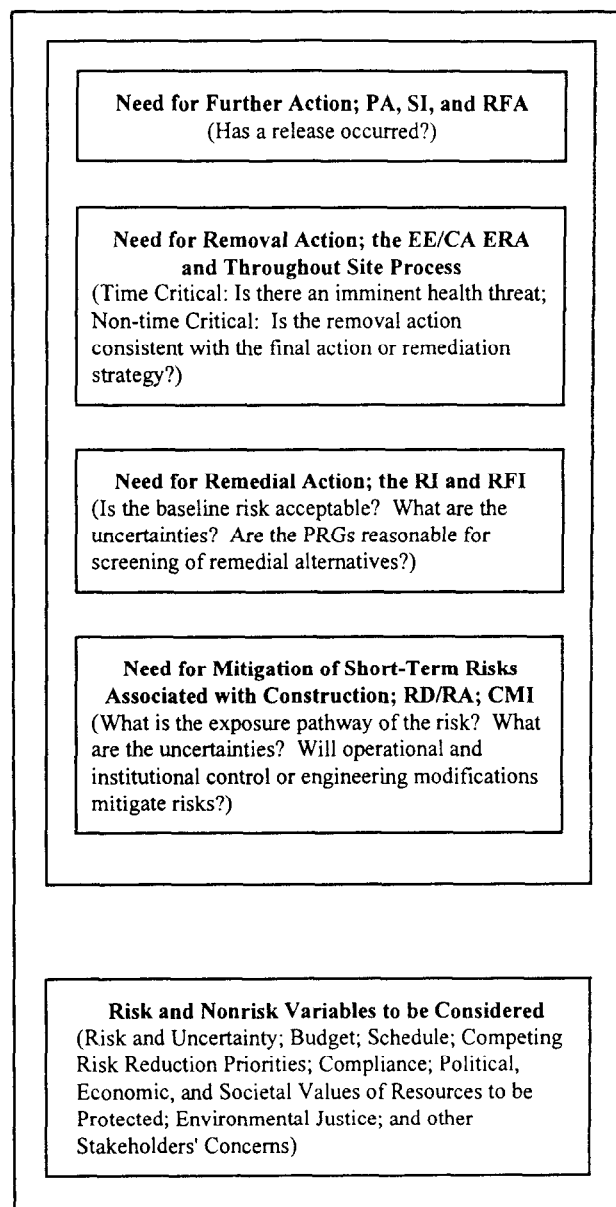 Need for Further Action; PA, SI, and RFA
(Has a release occurred?)
Need for Removal Action; the EE/CA ERA
and Throughout Site Process
(Time Critical: Is there an imminent health threat;
Non-time Critical: Is the removal action
consistent with the final action or remediation
strategy?)
Need for Remedial Action; the RI and RFI
(Is the baseline risk acceptable? What are the
uncertainties? Are the PRGs reasonable for
screening of remedial alternatives?)
Need for Mitigation of Short-Term Risks
Associated with Construction; RD/RA; CMI
(What is the exposure pathway of the risk? What
are the uncertainties? Will operational and
institutional control or engineering modifications
mitigate risks?)
Risk and Nonrisk Variables to be Considered
(Risk and Uncertainty; Budget; Schedule; Competing
Risk Reduction Priorities; Compliance; Political,
Economic, and Societal Values of Resources to be
Protected; Environmental Justice; and other
Stakeholders' Concerns)